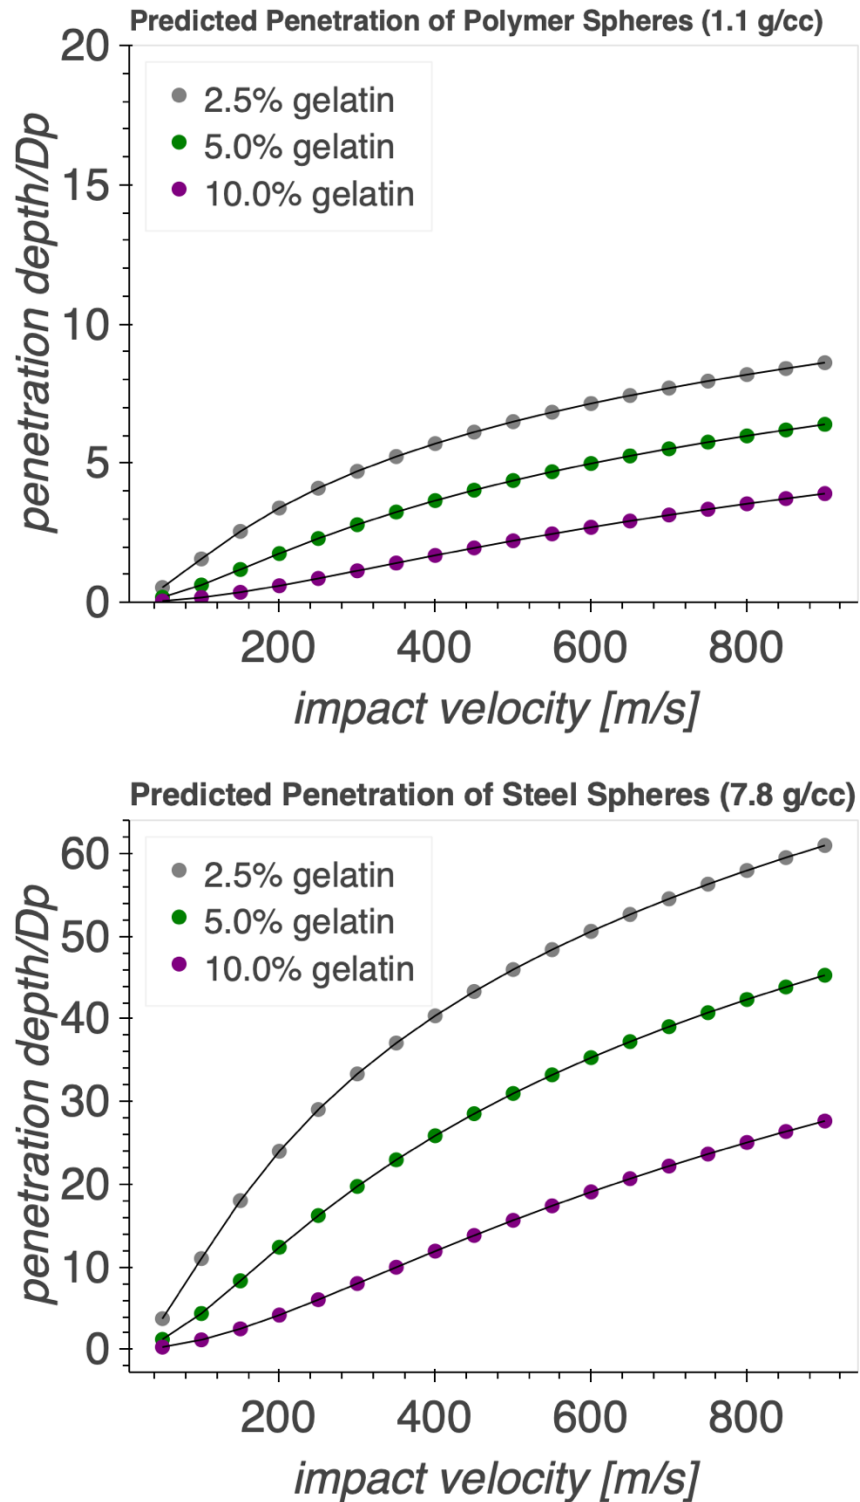 Predicted Penetration of Polymer Spheres (1.1 g/cc)
20
15
10
5
0
penetration depth/Dp
2.5% gelatin
5.0% gelatin
10.0% gelatin
200 400 600 800
impact velocity [m/s]
Predicted Penetration of Steel Spheres (7.8 g/cc)
60
50
40
30
20
10
0
penetration depth/Dp
2.5% gelatin
5.0% gelatin
10.0% gelatin
200 400 600 800
impact velocity [m/s]